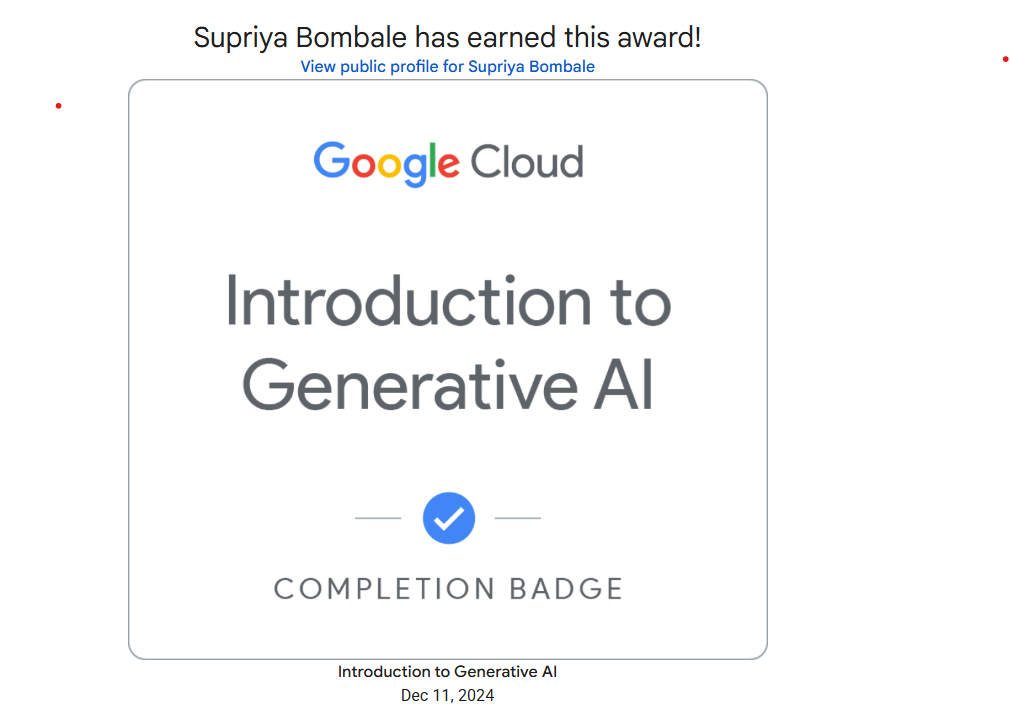 Supriya Bombale has earned this award!
View public profile for Supriya Bombale
Google Cloud
Introduction to
Generative AI
COMPLETION BADGE
Introduction to Generative AI
Dec 11, 2024